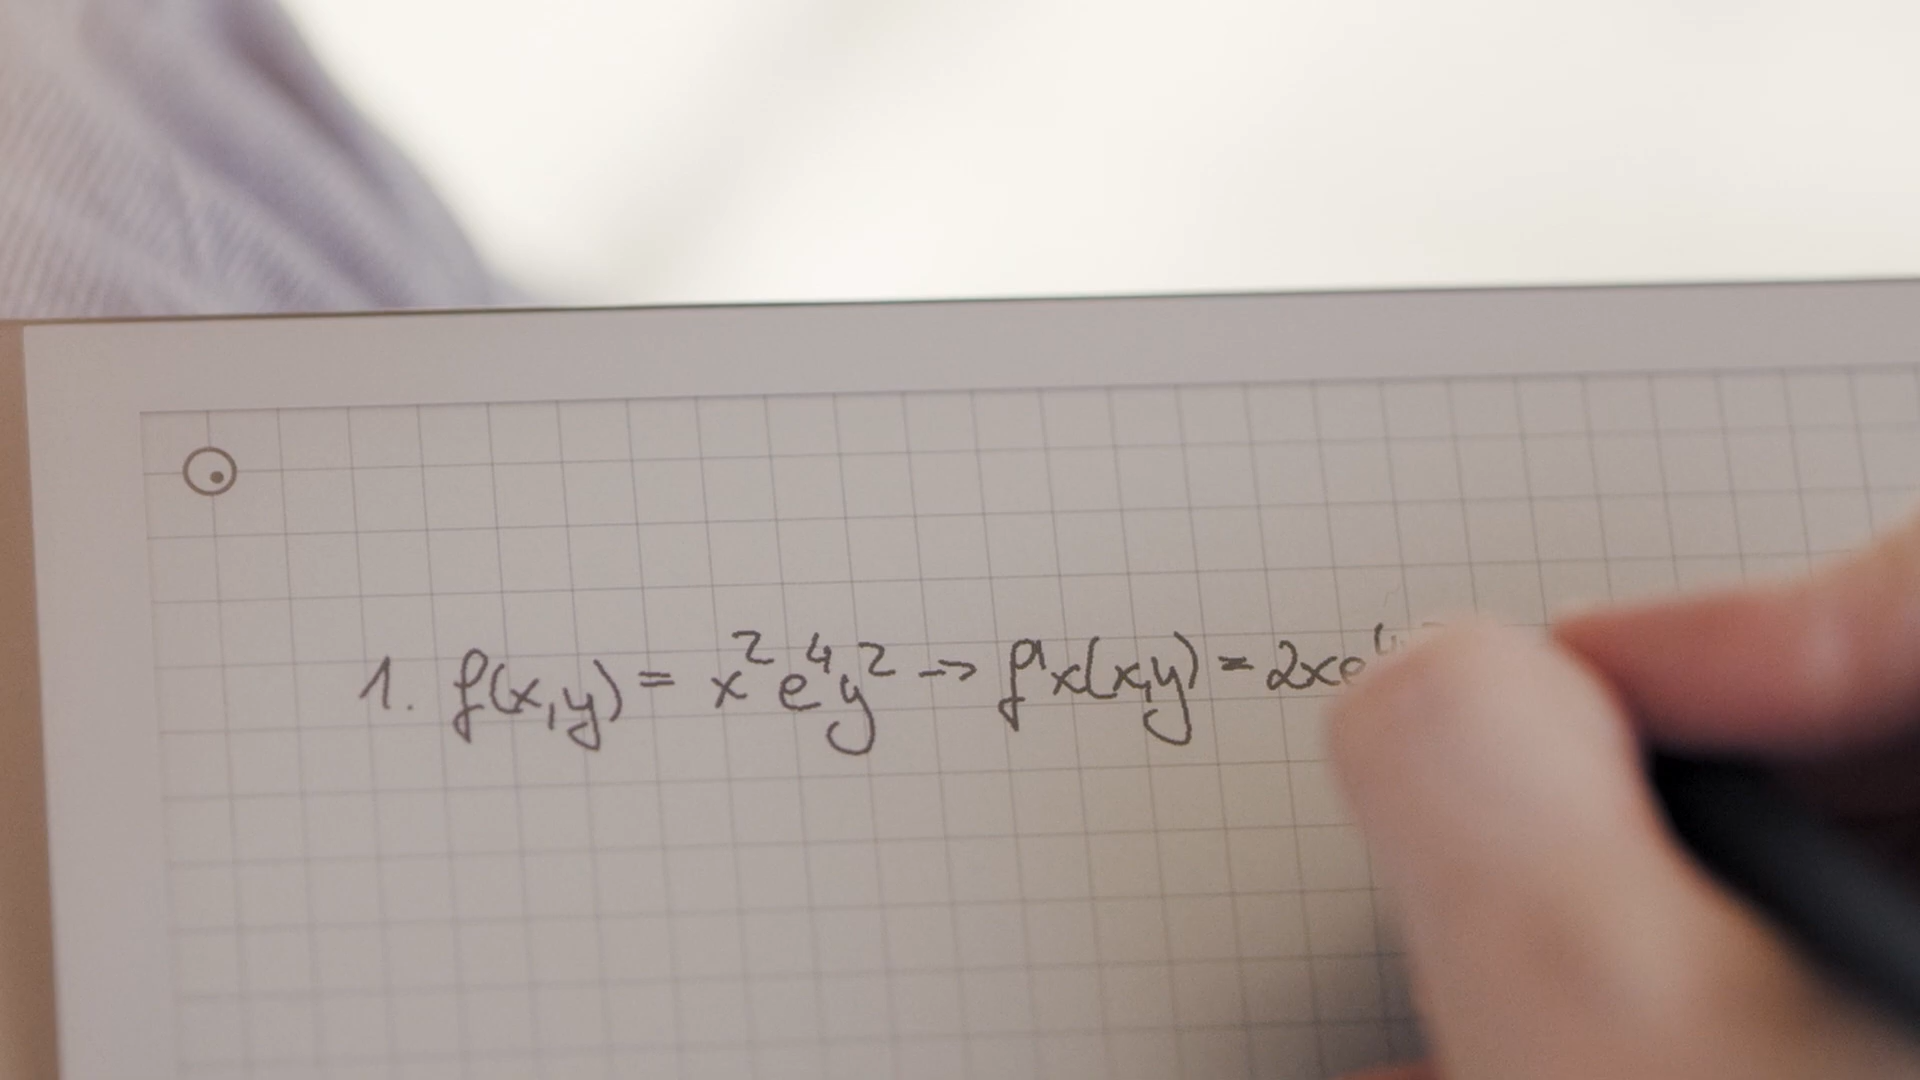 1. f(x,y) = x²e⁴y² → f'x(x,y) = 2xe